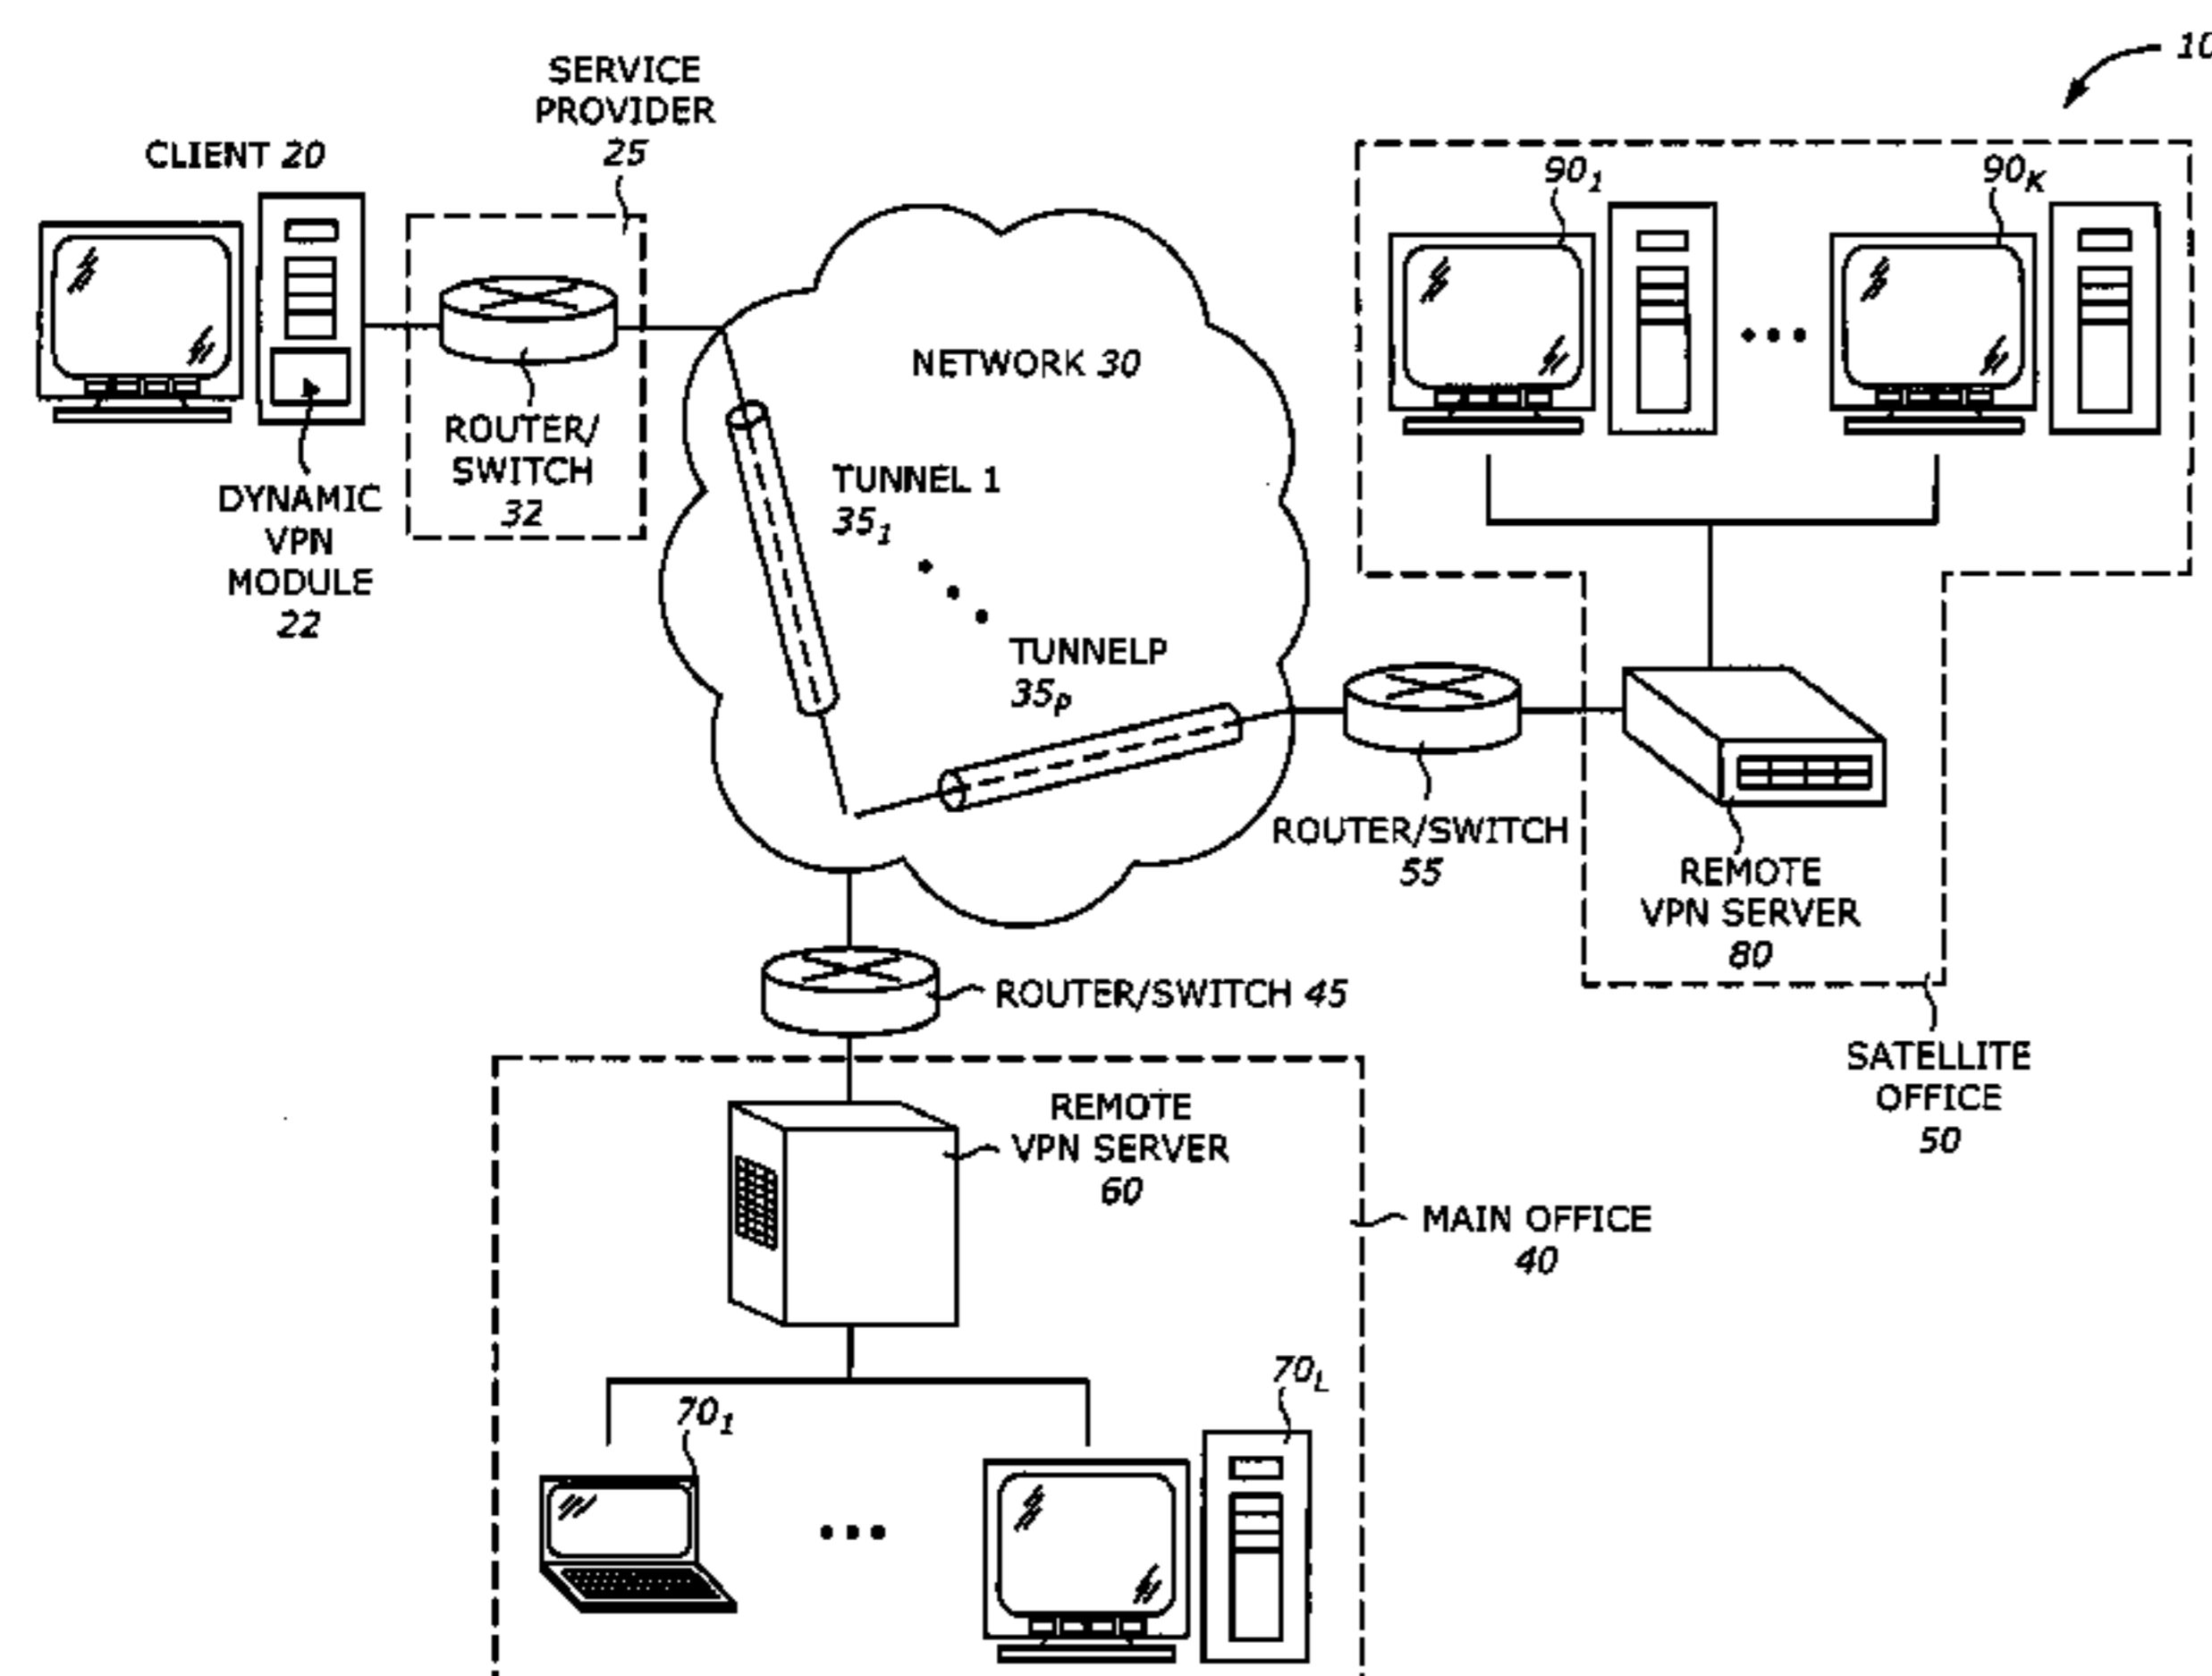 10
SERVICE
PROVIDER
25
CLIENT 20
90₁
90K
NETWORK 30
ROUTER/
SWITCH
32
DYNAMIC
VPN
MODULE
22
TUNNEL 1
35₁
TUNNELP
35P
ROUTER/SWITCH
55
REMOTE
VPN SERVER
80
ROUTER/SWITCH 45
SATELLITE
OFFICE
50
REMOTE
VPN SERVER
60
MAIN OFFICE
40
70₁
70L